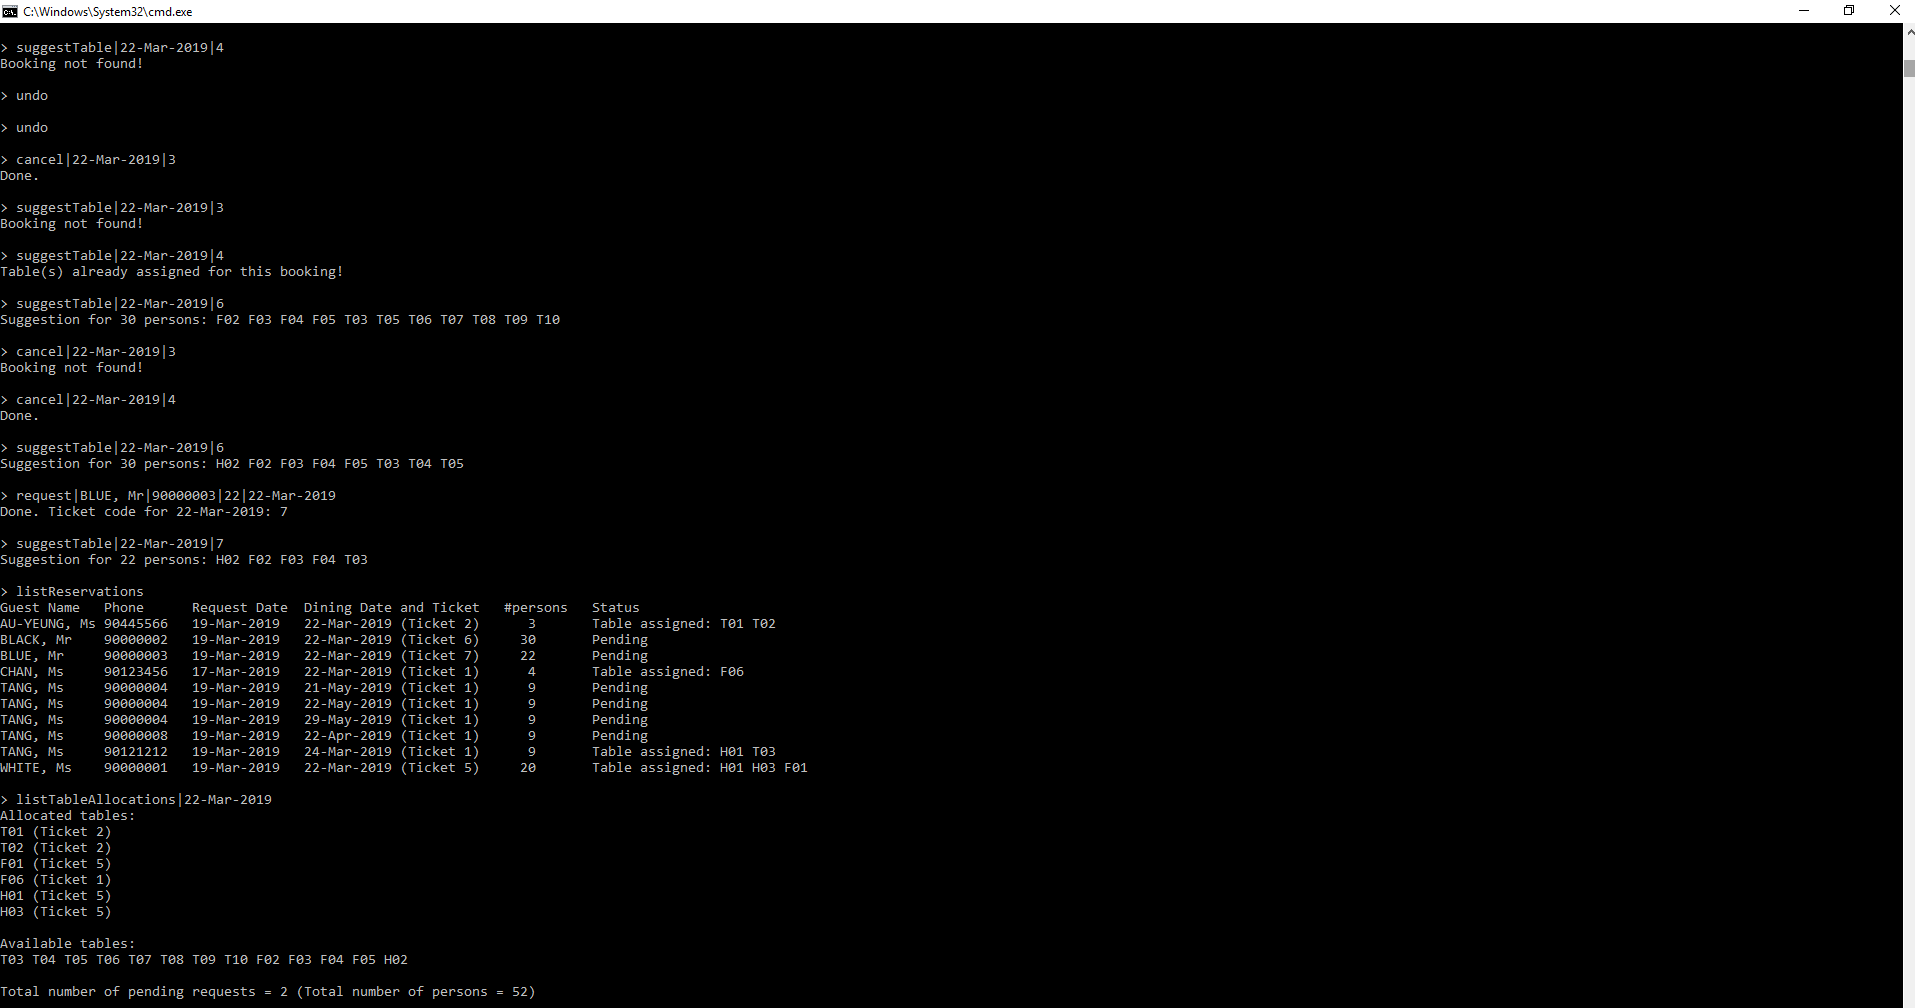 C:\Windows\System32\cmd.exe
> suggestTable|22-Mar-2019|4
Booking not found!
> undo
> undo
> cancel|22-Mar-2019|3
Done.
> suggestTable|22-Mar-2019|3
Booking not found!
> suggestTable|22-Mar-2019|4
Table(s) already assigned for this booking!
> suggestTable|22-Mar-2019|6
Suggestion for 30 persons: F02 F03 F04 F05 T03 T05 T06 T07 T08 T09 T10
> cancel|22-Mar-2019|3
Booking not found!
> cancel|22-Mar-2019|4
Done.
> suggestTable|22-Mar-2019|6
Suggestion for 30 persons: H02 F02 F03 F04 F05 T03 T04 T05
> request|BLUE, Mr|90000003|22|22-Mar-2019
Done. Ticket code for 22-Mar-2019: 7
> suggestTable|22-Mar-2019|7
Suggestion for 22 persons: H02 F02 F03 F04 T03
> listReservations
Guest Name   Phone      Request Date  Dining Date and Ticket   #persons   Status
AU-YEUNG, Ms 90445566   19-Mar-2019   22-Mar-2019 (Ticket 2)      3       Table assigned: T01 T02
BLACK, Mr    90000002   19-Mar-2019   22-Mar-2019 (Ticket 6)     30       Pending
BLUE, Mr     90000003   19-Mar-2019   22-Mar-2019 (Ticket 7)     22       Pending
CHAN, Ms     90123456   17-Mar-2019   22-Mar-2019 (Ticket 1)      4       Table assigned: F06
TANG, Ms     90000004   19-Mar-2019   21-May-2019 (Ticket 1)      9       Pending
TANG, Ms     90000004   19-Mar-2019   22-May-2019 (Ticket 1)      9       Pending
TANG, Ms     90000004   19-Mar-2019   29-May-2019 (Ticket 1)      9       Pending
TANG, Ms     90000008   19-Mar-2019   22-Apr-2019 (Ticket 1)      9       Pending
TANG, Ms     90121212   19-Mar-2019   24-Mar-2019 (Ticket 1)      9       Table assigned: H01 T03
WHITE, Ms    90000001   19-Mar-2019   22-Mar-2019 (Ticket 5)     20       Table assigned: H01 H03 F01
> listTableAllocations|22-Mar-2019
Allocated tables:
T01 (Ticket 2)
T02 (Ticket 2)
F01 (Ticket 5)
F06 (Ticket 1)
H01 (Ticket 5)
H03 (Ticket 5)
Available tables:
T03 T04 T05 T06 T07 T08 T09 T10 F02 F03 F04 F05 H02
Total number of pending requests = 2 (Total number of persons = 52)